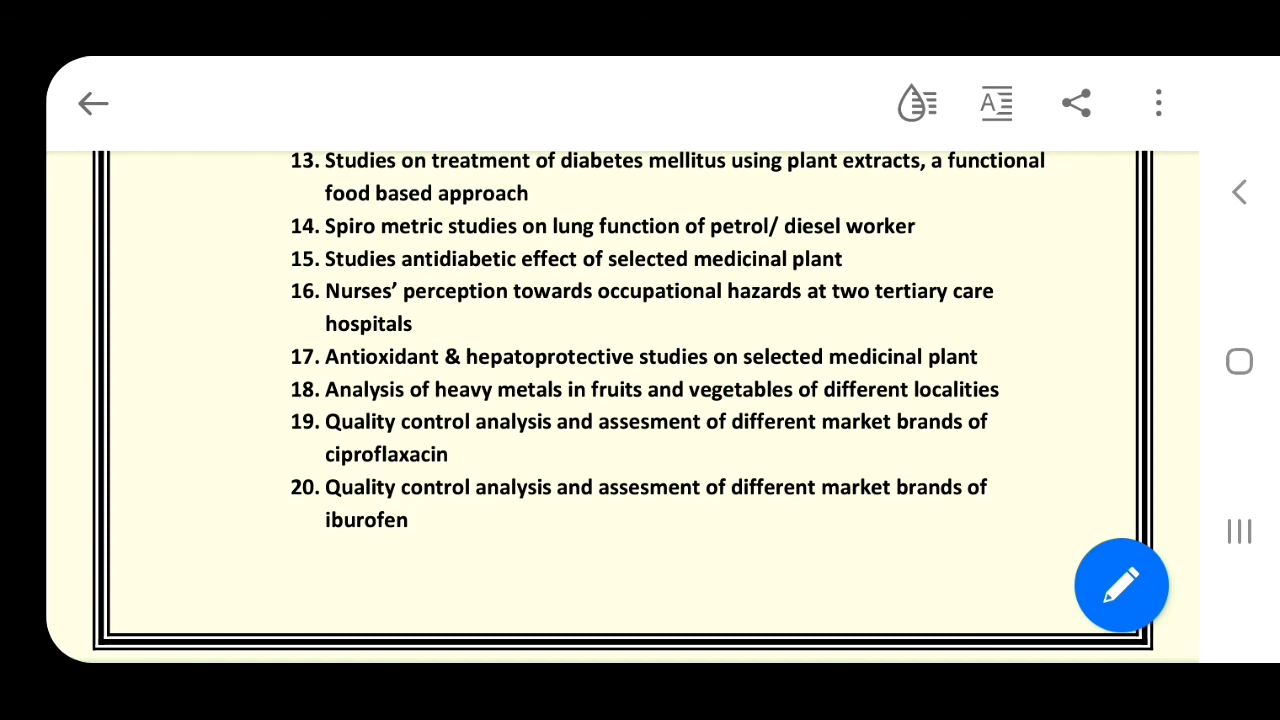 13. Studies on treatment of diabetes mellitus using plant extracts, a functional
food based approach
14. Spiro metric studies on lung function of petrol/ diesel worker
15. Studies antidiabetic effect of selected medicinal plant
16. Nurses’ perception towards occupational hazards at two tertiary care
hospitals
17. Antioxidant & hepatoprotective studies on selected medicinal plant
18. Analysis of heavy metals in fruits and vegetables of different localities
19. Quality control analysis and assesment of different market brands of
ciproflaxacin
20. Quality control analysis and assesment of different market brands of
iburofen